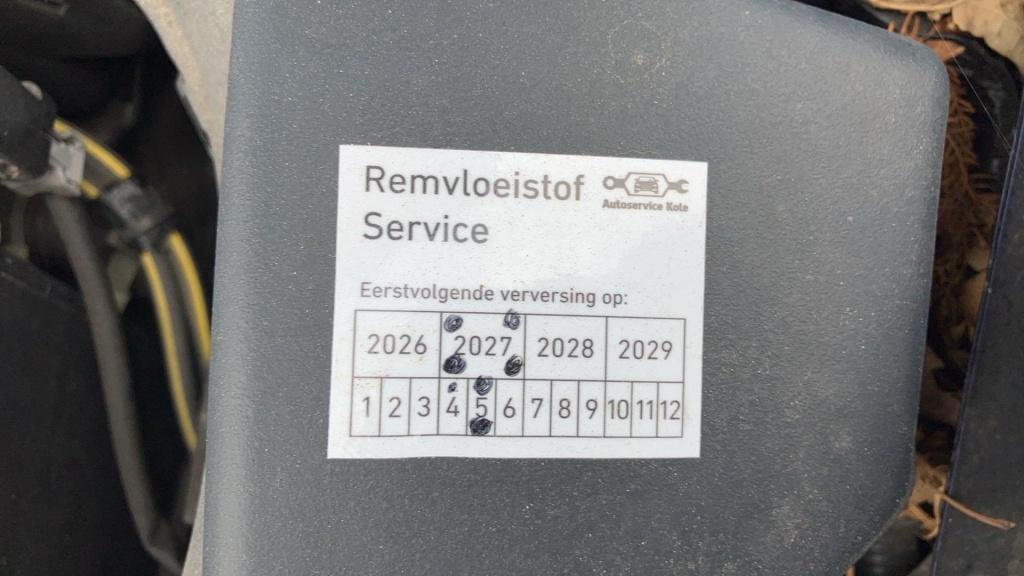 Remvloeistof
Autoservice Kole
Service
Eerstvolgende verversing op:
2026 2027 2028 2029
1 2 3 4 5 6 7 8 9 10 11 12